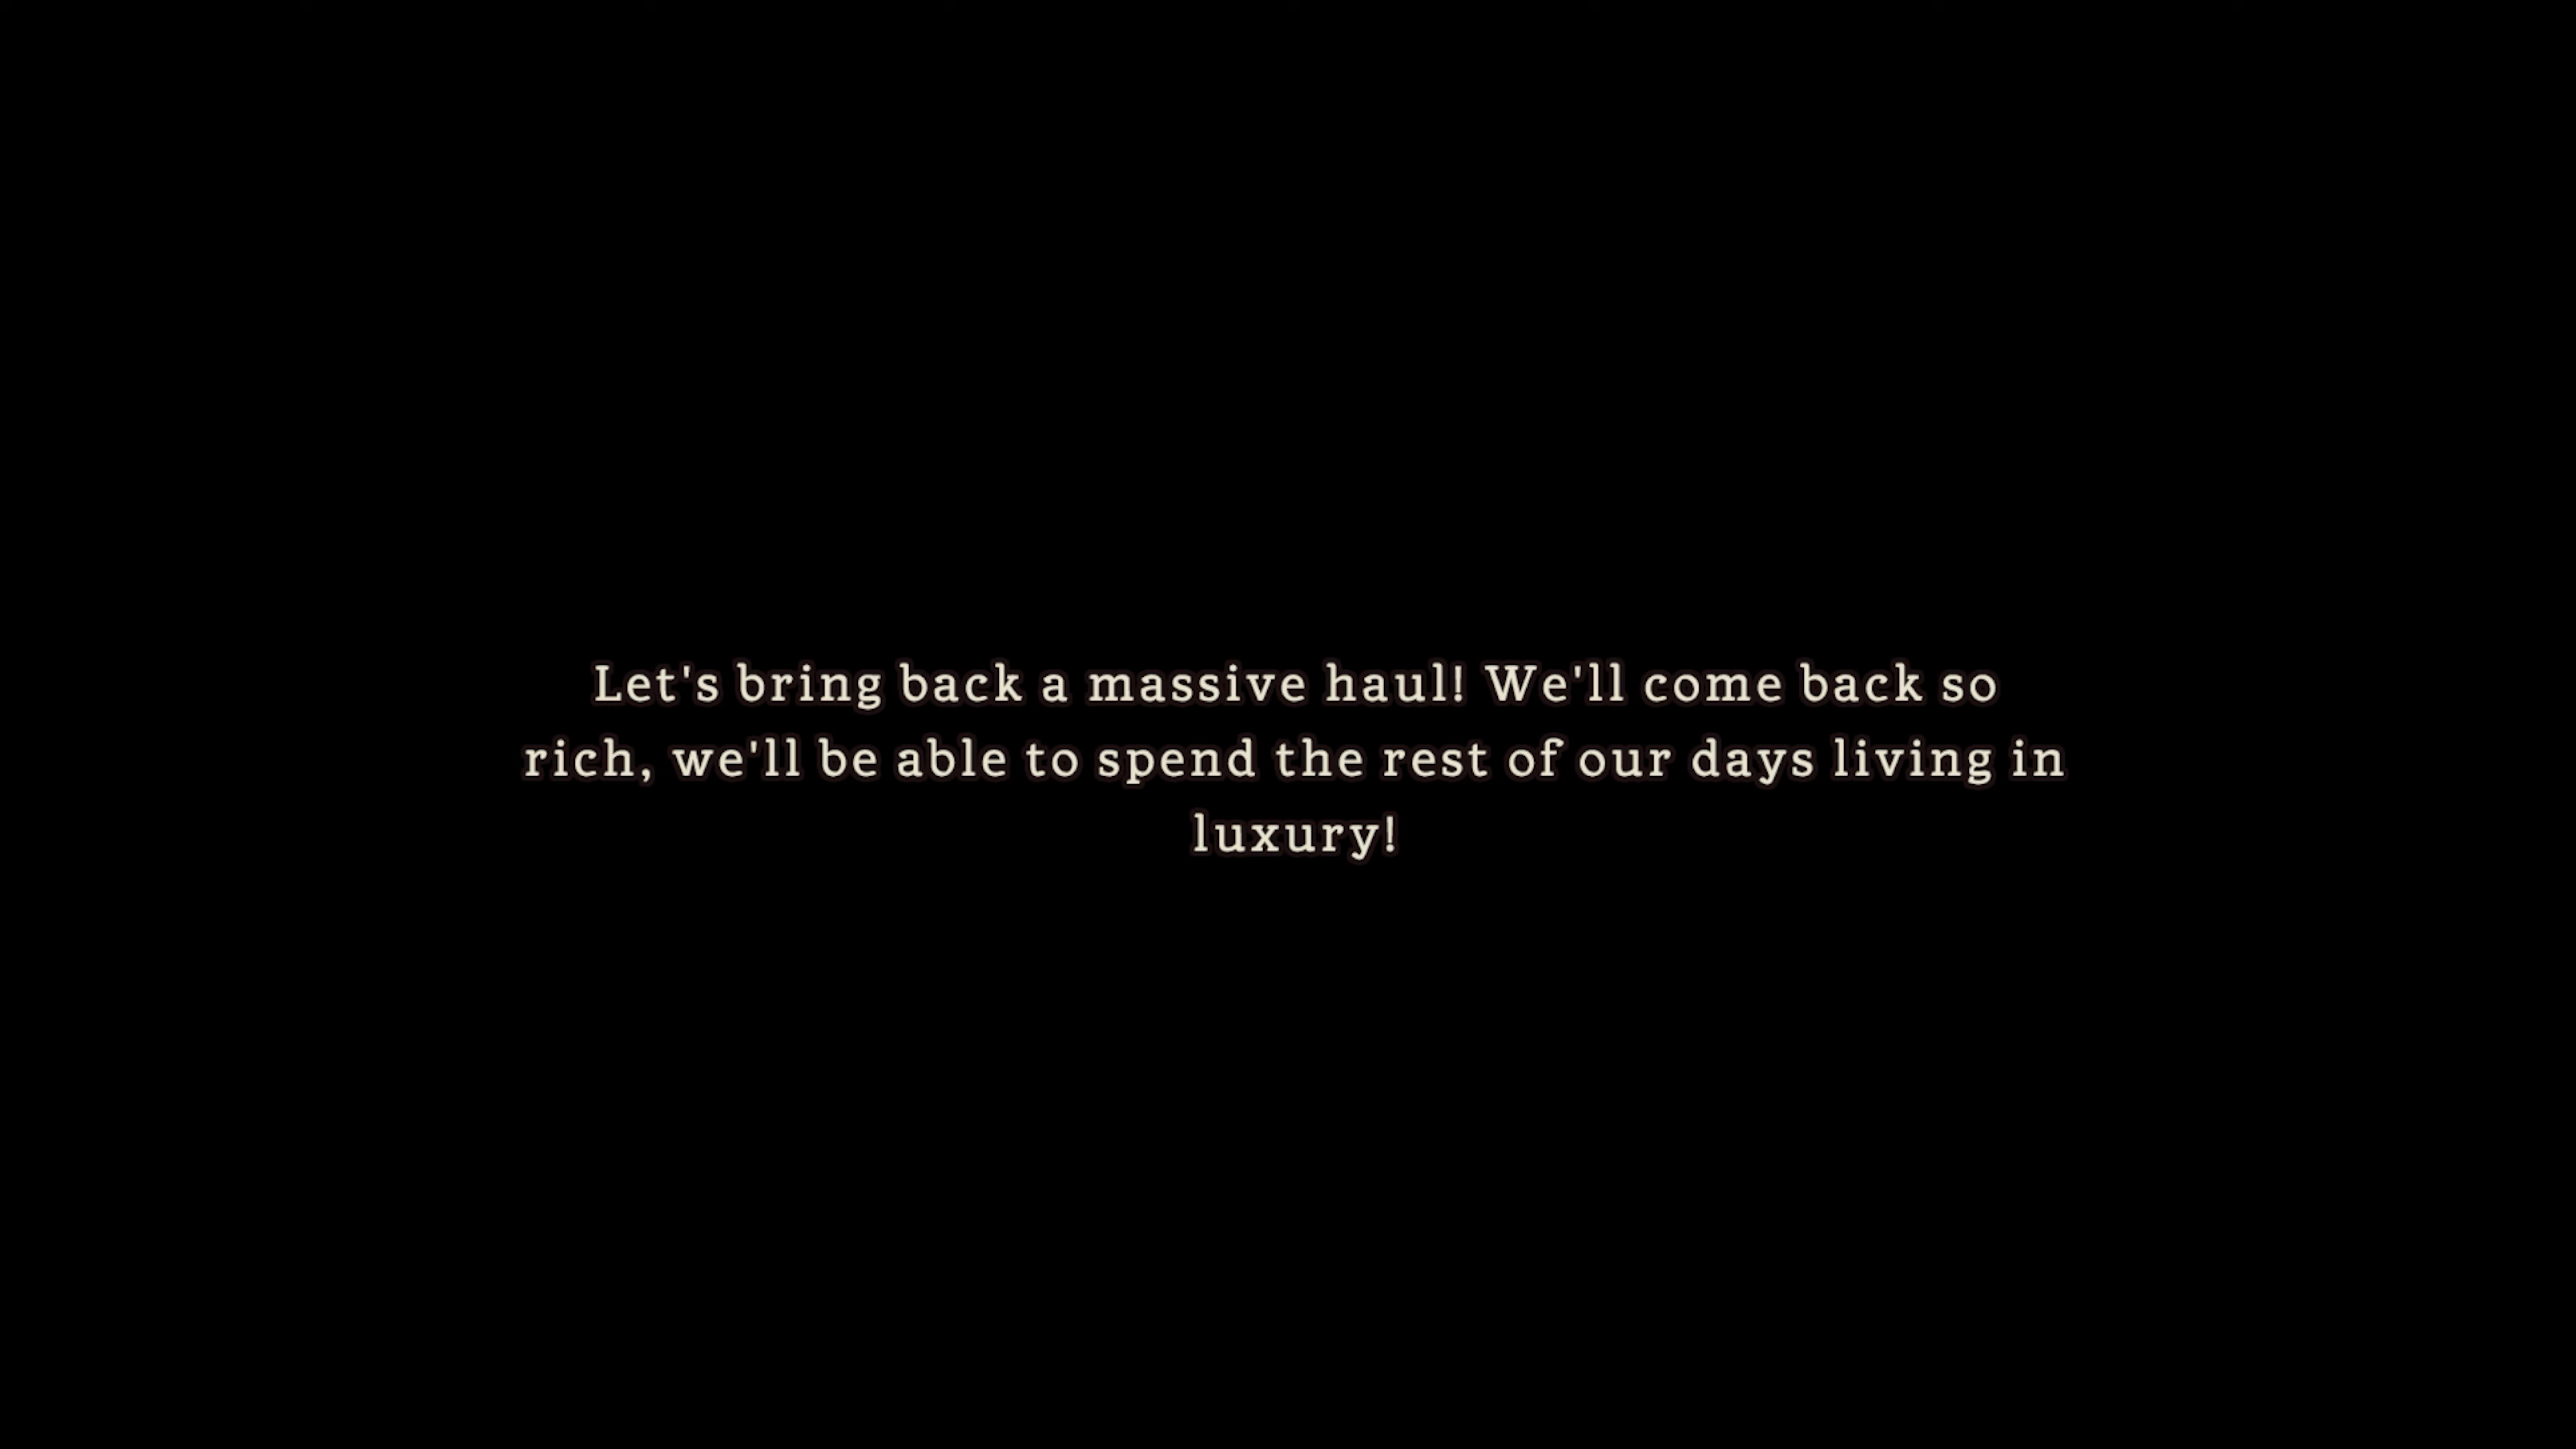 Let's bring back a massive haul! We'll come back so
rich, we'll be able to spend the rest of our days living in
luxury!